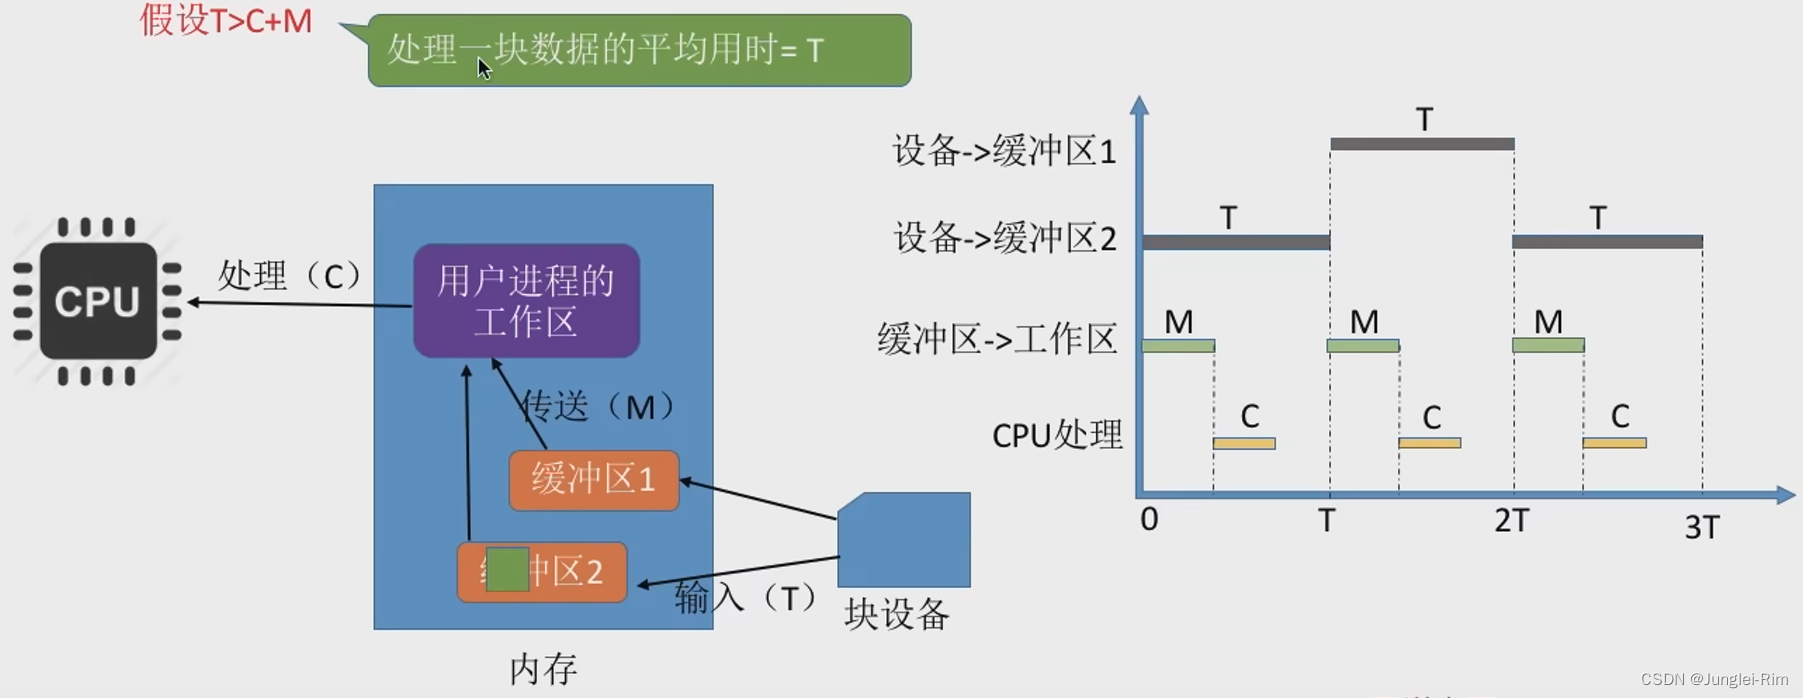 假设T>C+M
处理一块数据的平均用时= T
CPU
处理（C）
用户进程的
工作区
传送（M）
缓冲区1
冲区2
输入（T）
块设备
内存
设备->缓冲区1
T
设备->缓冲区2
T
T
缓冲区->工作区
M
M
M
CPU处理
C
C
C
0
T
2T
3T
CSDN @Junglei-Rim